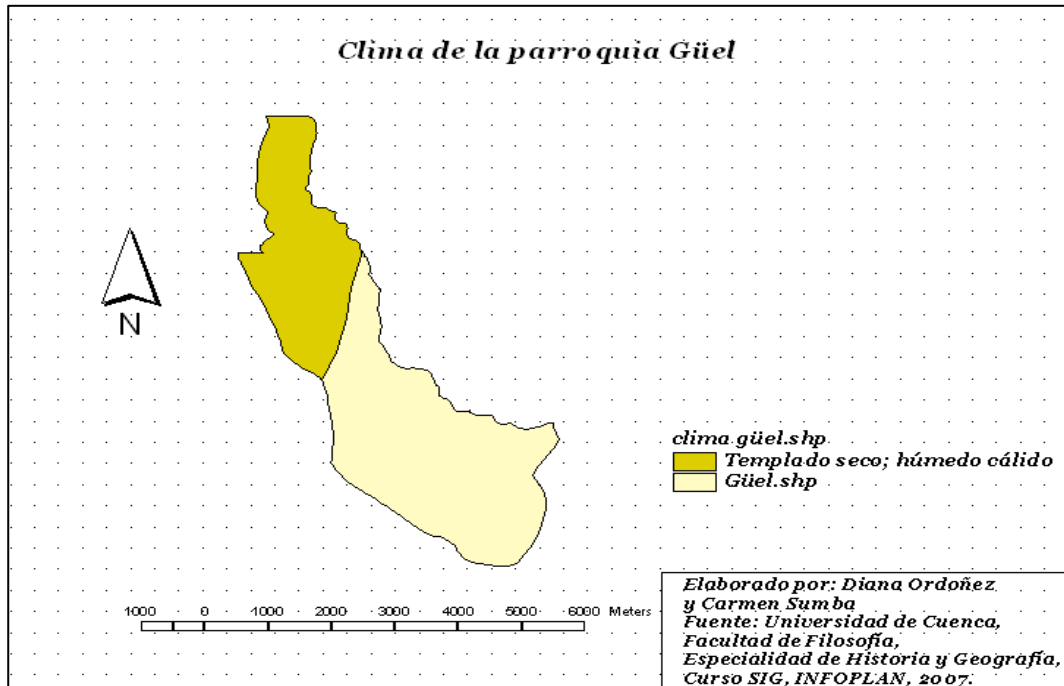 Clima de la parroquia Güel
N
clima güel.shp
Templado seco; húmedo cálido
Güel.shp
1000 0 1000 2000 3000 4000 5000 6000 Meters
Elaborado por: Diana Ordoñez
y Carmen Sumba
Fuente: Universidad de Cuenca,
Facultad de Filosofía,
Especialidad de Historia y Geografía,
Curso SIG, INFOPLAN, 2007.